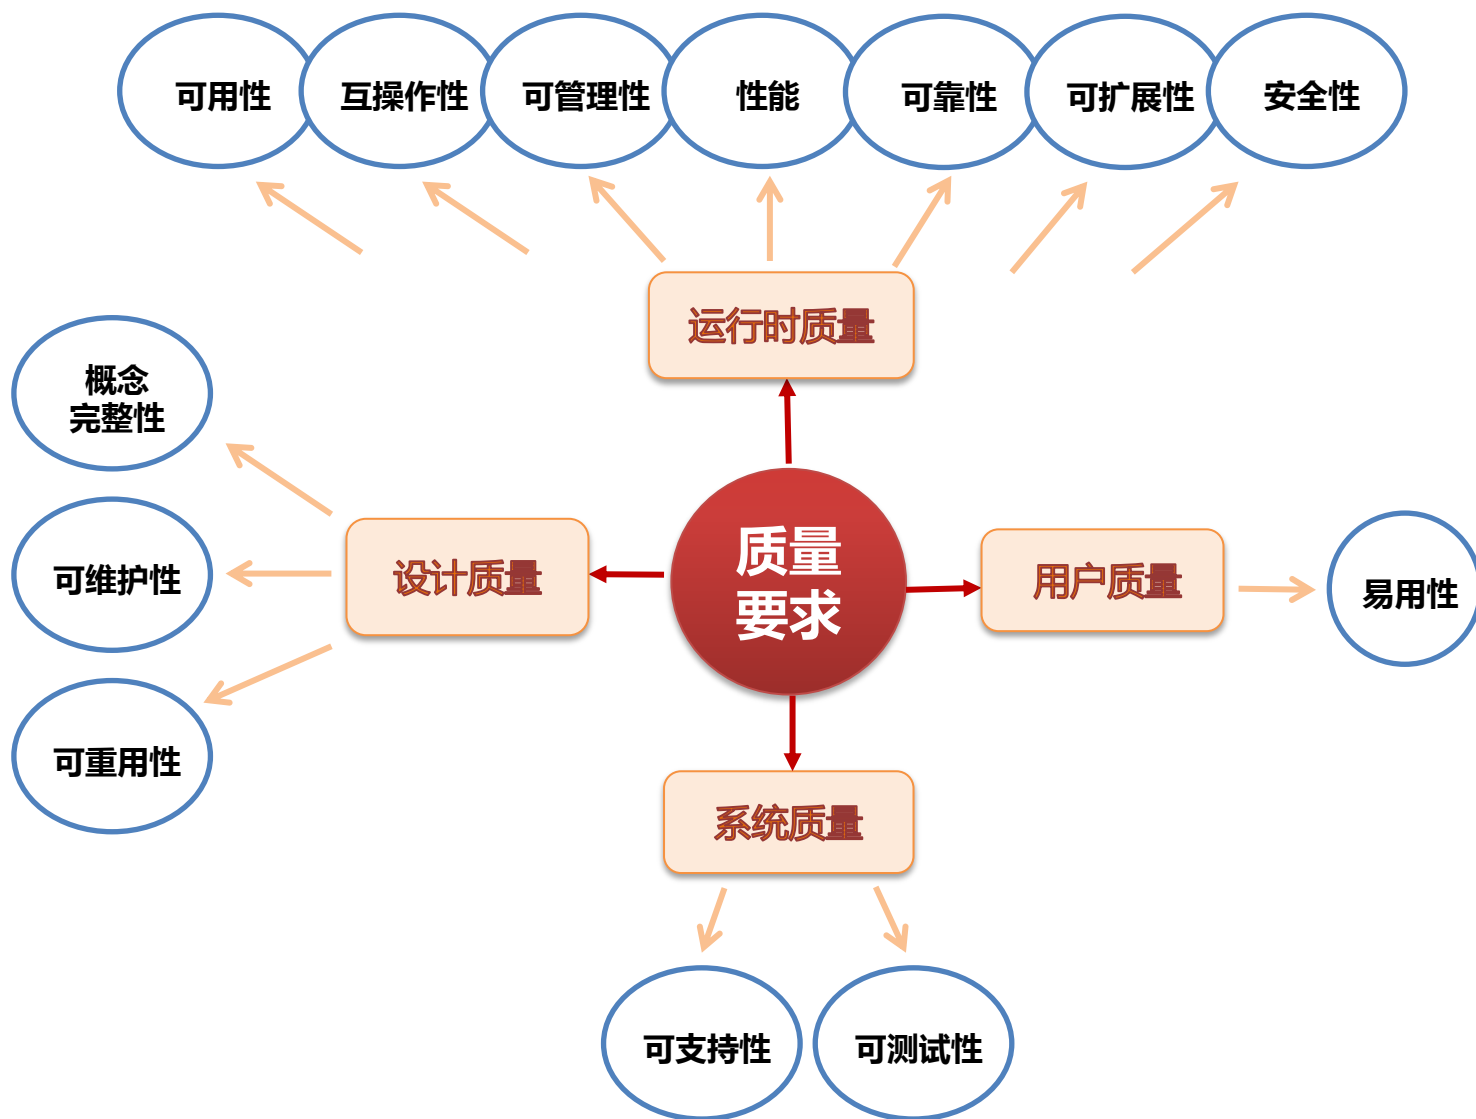 可用性
互操作性
可管理性
性能
可靠性
可扩展性
安全性
运行时质量
概念
完整性
可维护性
可重用性
设计质量
质量
要求
用户质量
易用性
系统质量
可支持性
可测试性